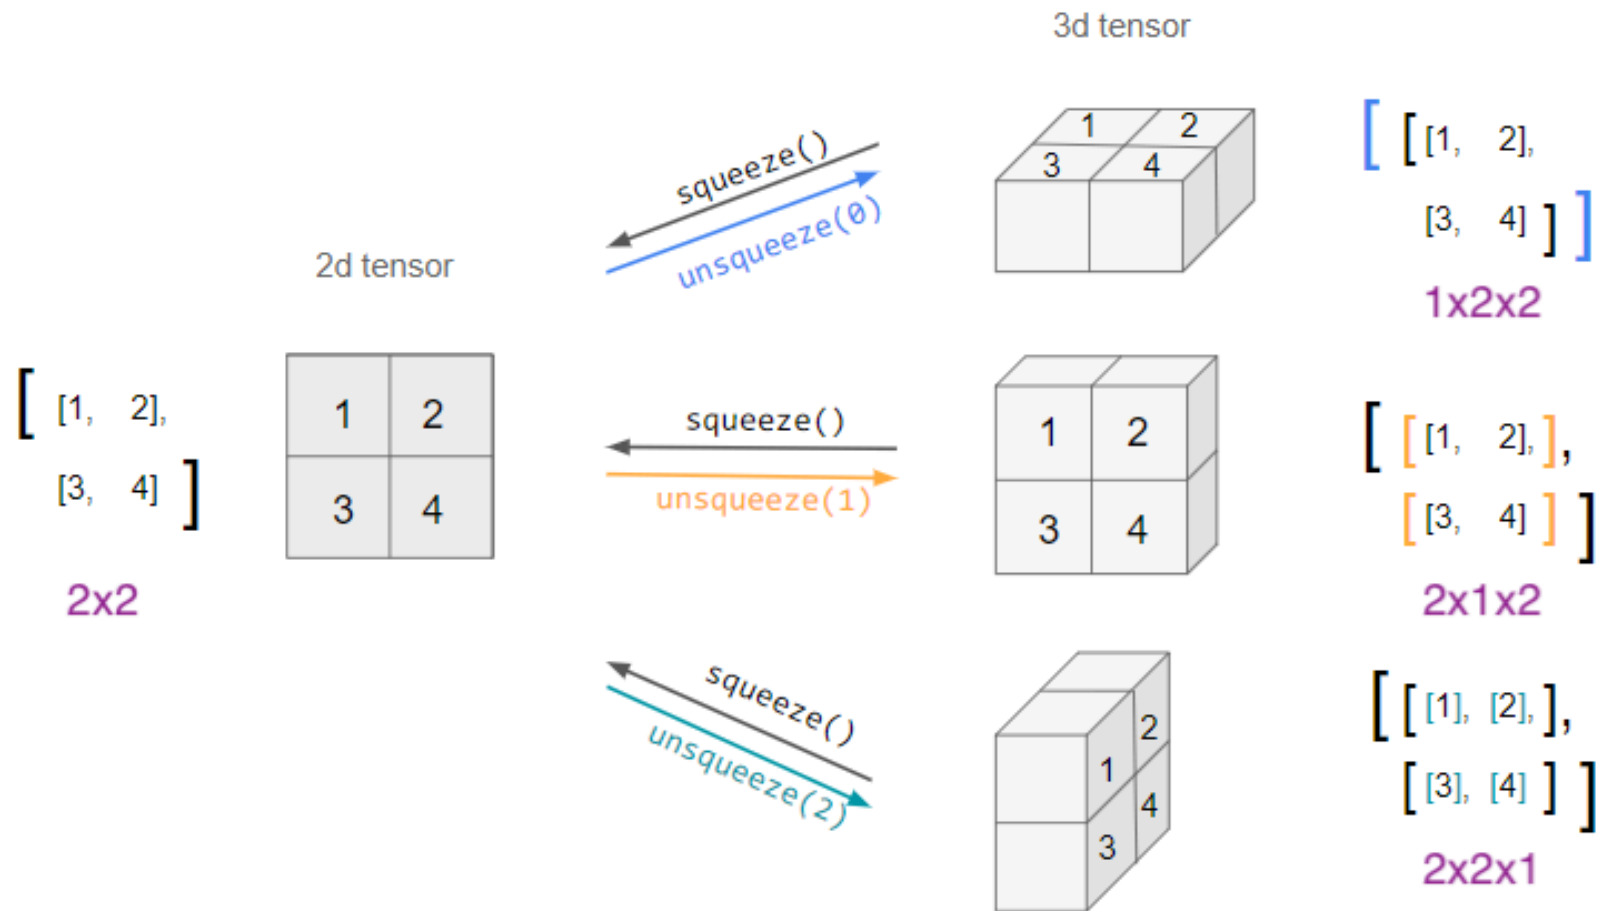 3d tensor
1 2
3 4
[ [[1, 2],
[3, 4] ] ]
1x2x2
squeeze()
unsqueeze(0)
2d tensor
[ [1, 2],
[3, 4] ]
2x2
1 2
3 4
squeeze()
unsqueeze(1)
1 2
3 4
[ [ [1, 2], ],
[ [3, 4] ] ]
2x1x2
squeeze()
unsqueeze(2)
2
1
4
3
[ [ [1], [2], ],
[ [3], [4] ] ]
2x2x1